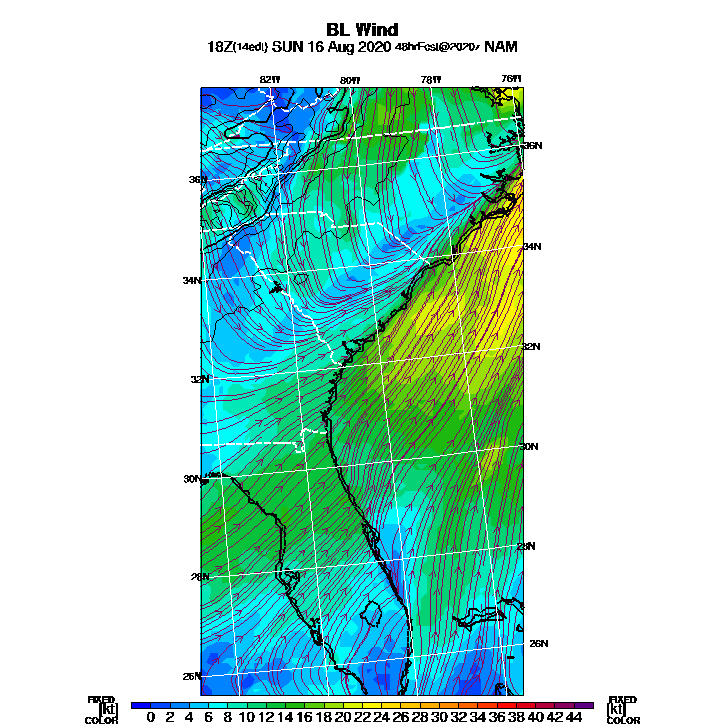 BL Wind
18Z(14edt) SUN 16 Aug 2020 48hrFcst@2020z NAM
82W 80W 78W 76W
36N 36N
34N 34N
32N 32N
30N 30N
28N 28N
26N 26N
FIXED FIXED
[kt] 0 2 4 6 8 10 12 14 16 18 20 22 24 26 28 30 32 34 36 38 40 42 44 [kt]
COLOR COLOR